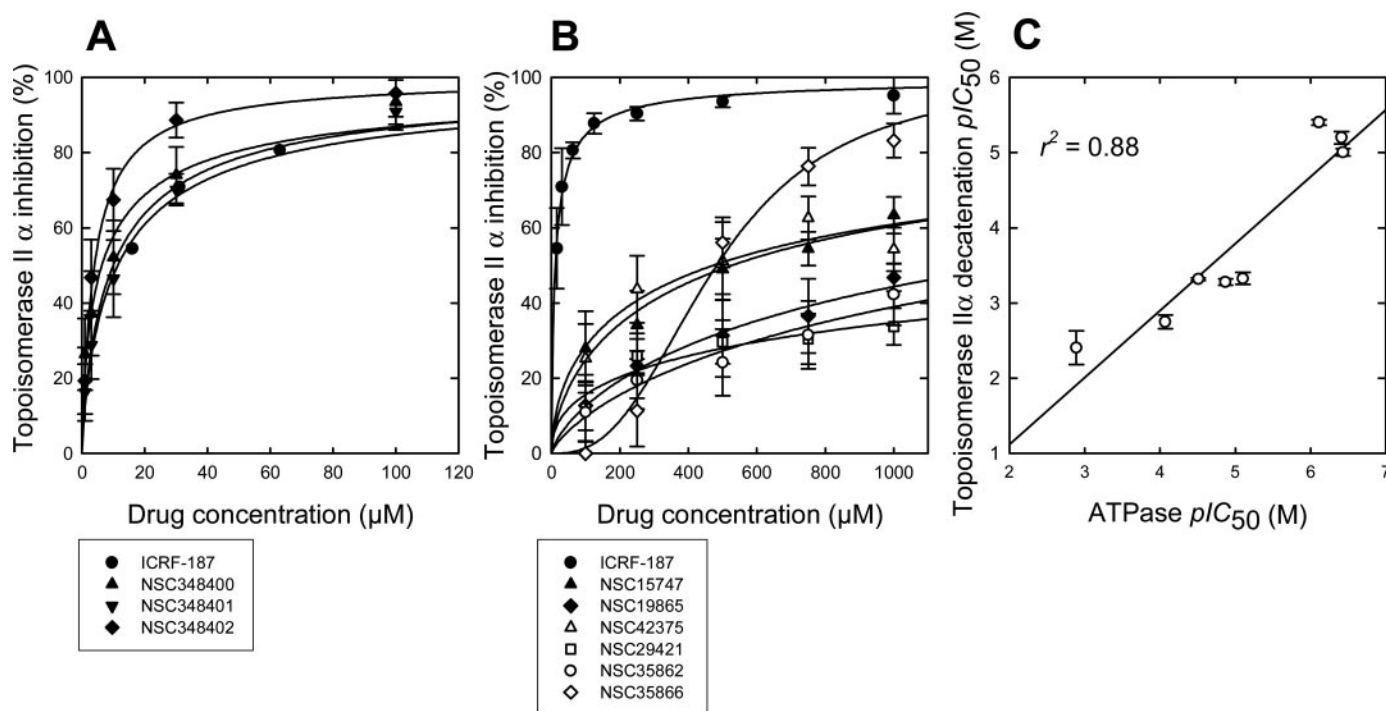 A
Topoisomerase II α inhibition (%)
100
80
60
40
20
0
0 20 40 60 80 100 120
Drug concentration (µM)
ICRF-187
NSC348400
NSC348401
NSC348402
B
Topoisomerase II α inhibition (%)
100
80
60
40
20
0
0 200 400 600 800 1000
Drug concentration (µM)
ICRF-187
NSC15747
NSC19865
NSC42375
NSC29421
NSC35862
NSC35866
C
Topoisomerase IIα decatenation pIC50 (M)
6
5
4
3
2
1
r² = 0.88
2 3 4 5 6 7
ATPase pIC50 (M)